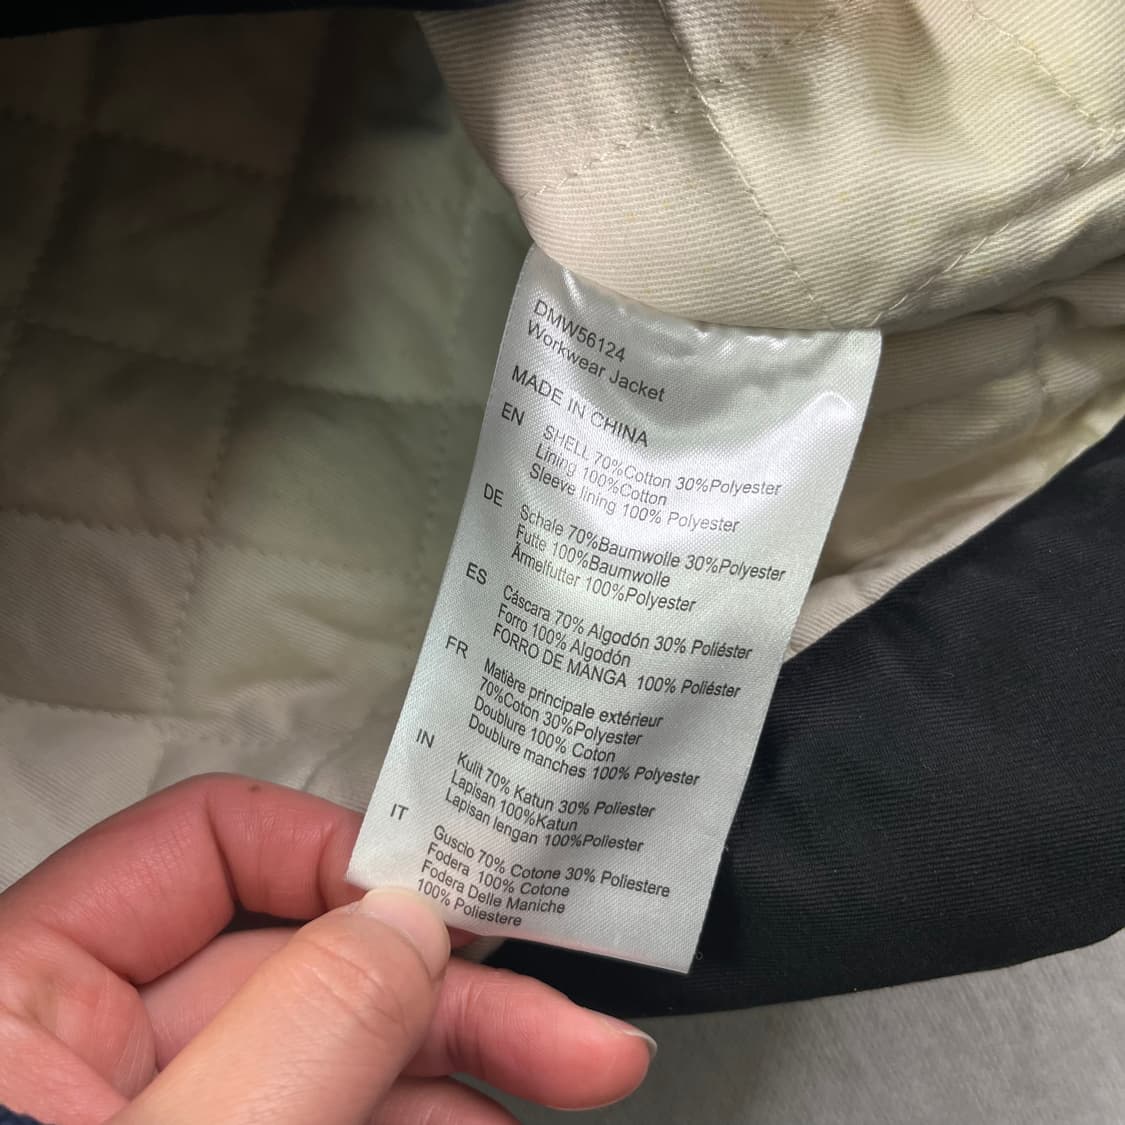 DMW56124
Workwear Jacket
MADE IN CHINA
EN
SHELL 70%Cotton 30%Polyester
Lining 100%Cotton
Sleeve lining 100% Polyester
DE
Schale 70%Baumwolle 30%Polyester
Futte 100%Baumwolle
Ärmelfutter 100%Polyester
ES
Cáscara 70% Algodón 30% Poliéster
Forro 100% Algodón
FORRO DE MANGA 100% Poliéster
FR
Matière principale extérieur
70%Coton 30%Polyester
Doublure 100% Coton
Doublure manches 100% Polyester
IN
Kulit 70% Katun 30% Poliester
Lapisan 100%Katun
Lapisan lengan 100%Poliester
IT
Guscio 70% Cotone 30% Poliestere
Fodera 100% Cotone
Fodera Delle Maniche
100% Poliestere